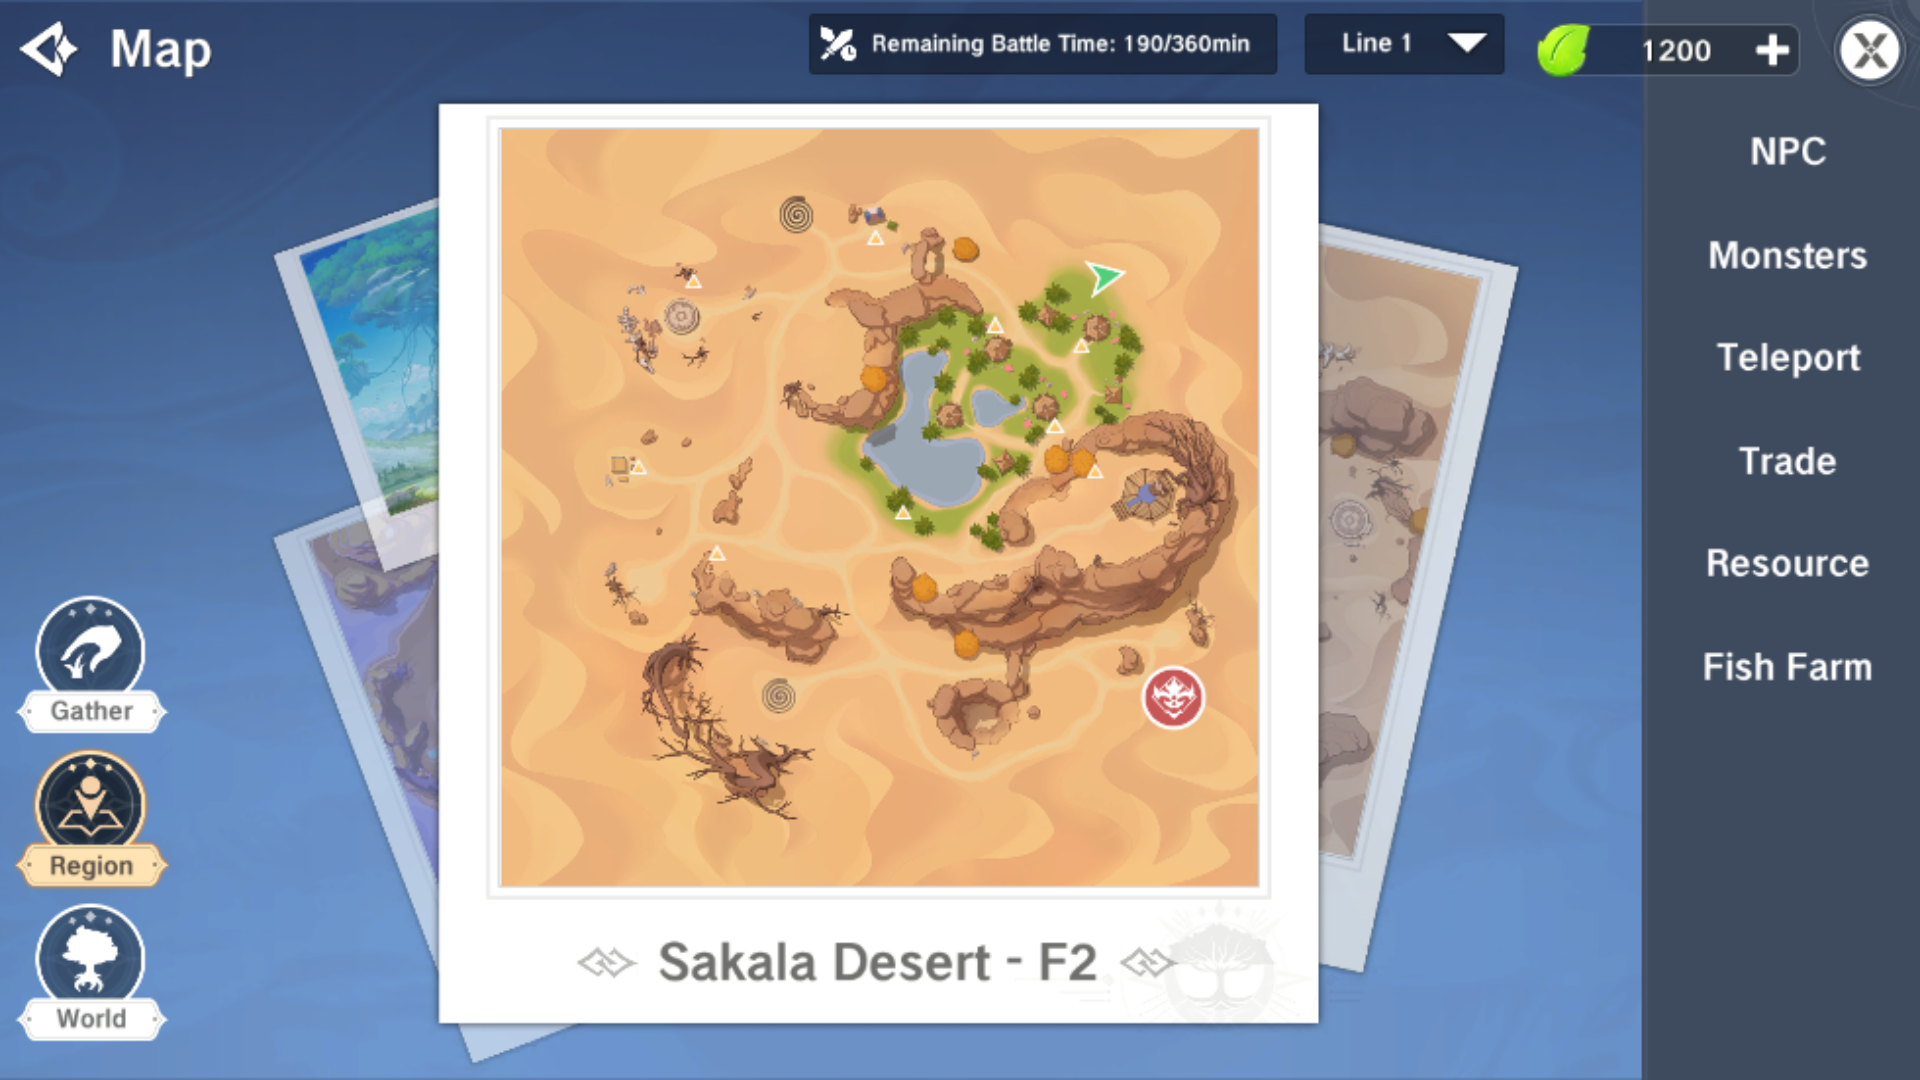 Map
Remaining Battle Time: 190/360min
Line 1
1200
NPC
Monsters
Teleport
Trade
Resource
Fish Farm
Gather
Region
World
Sakala Desert - F2